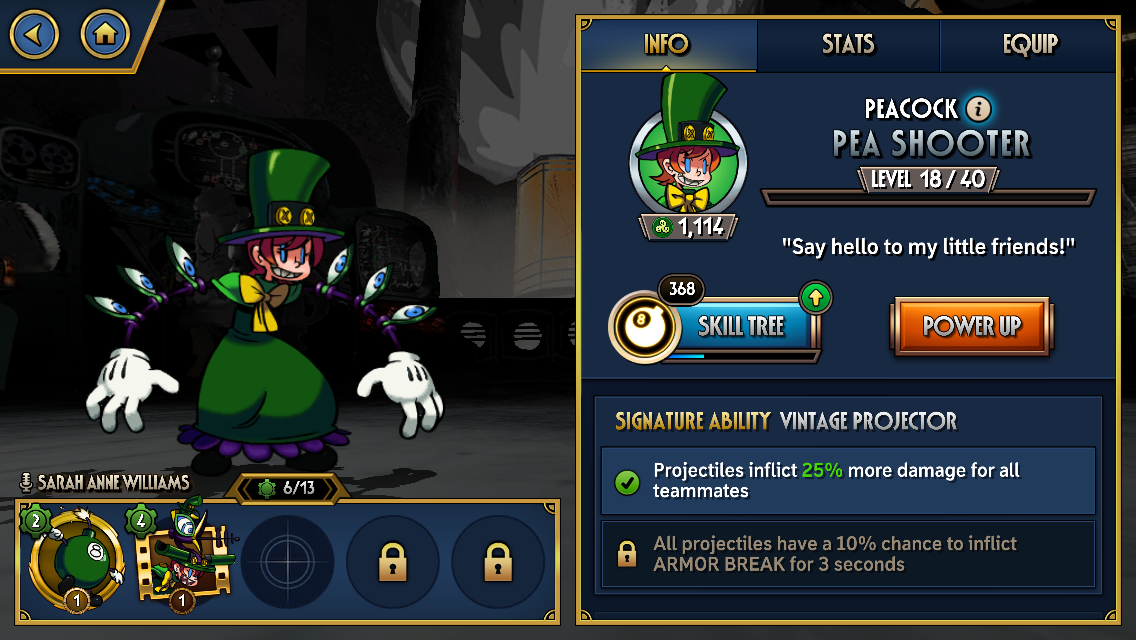 INFO
STATS
EQUIP
PEACOCK i
PEA SHOOTER
LEVEL 18 / 40
1,114
"Say hello to my little friends!"
368
8
SKILL TREE
POWER UP
SIGNATURE ABILITY VINTAGE PROJECTOR
Projectiles inflict 25% more damage for all
teammates
All projectiles have a 10% chance to inflict
ARMOR BREAK for 3 seconds
SARAH ANNE WILLIAMS
6/13
2
4
8
1
1